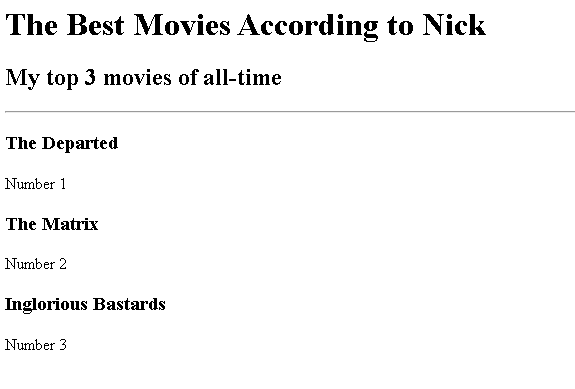 The Best Movies According to Nick
My top 3 movies of all-time
The Departed
Number 1
The Matrix
Number 2
Inglorious Bastards
Number 3